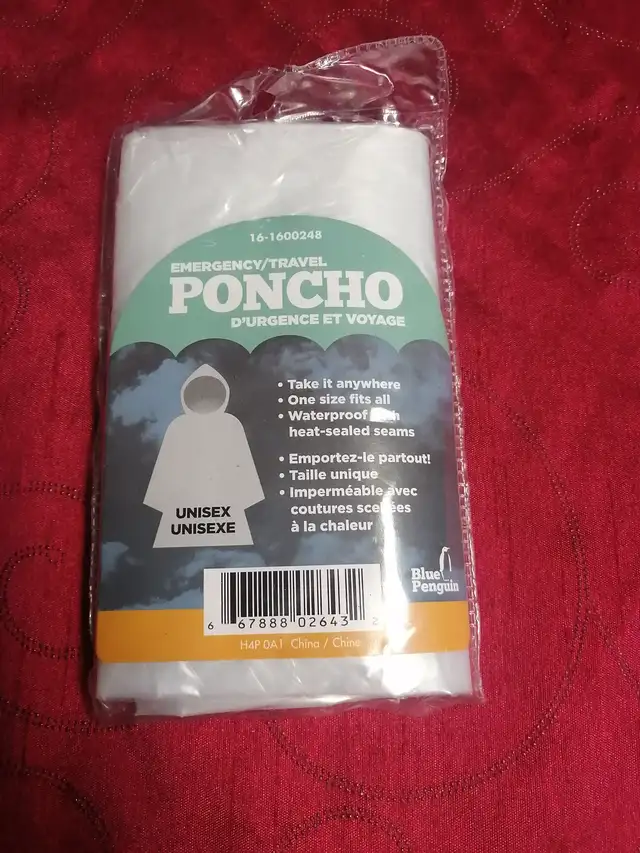 16-1600248
EMERGENCY/TRAVEL
PONCHO
D'URGENCE ET VOYAGE
• Take it anywhere
• One size fits all
• Waterproof
heat-sealed seams
• Emportez-le partout!
• Taille unique
• Imperméable avec
coutures scellées
à la chaleur
UNISEX
UNISEXE
Blue
Penguin
6 67888 02643 2
H4P 0A1 China / Chine